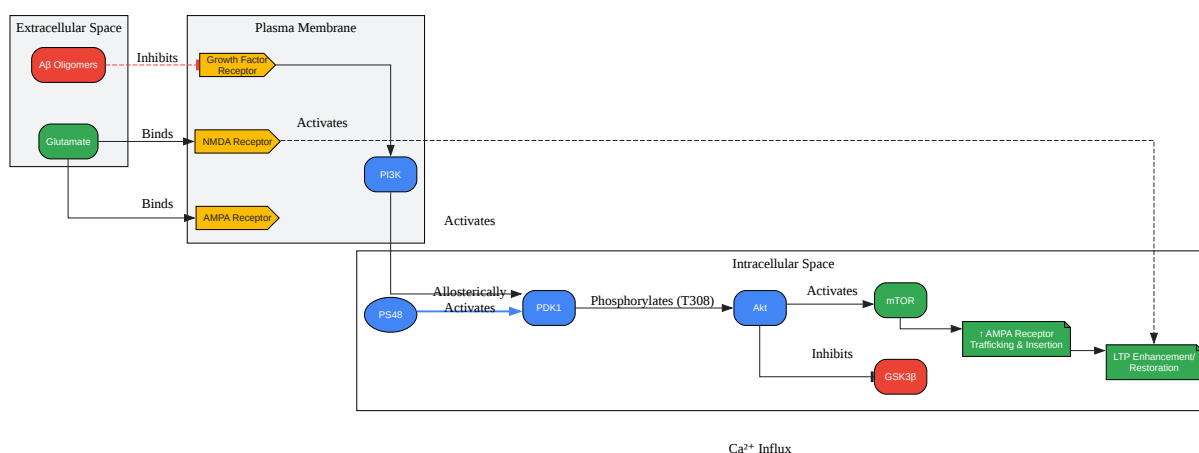 Extracellular Space
Plasma Membrane
Aβ Oligomers
Inhibits
Growth Factor
Receptor
Glutamate
Binds
NMDA Receptor
Activates
PI3K
Binds
AMPA Receptor
Activates
Intracellular Space
PS48
Allosterically
Activates
PDK1
Phosphorylates (T308)
Akt
Activates
mTOR
↑ AMPA Receptor
Trafficking & Insertion
LTP Enhancement/
Restoration
Inhibits
GSK3β
Ca²⁺ Influx